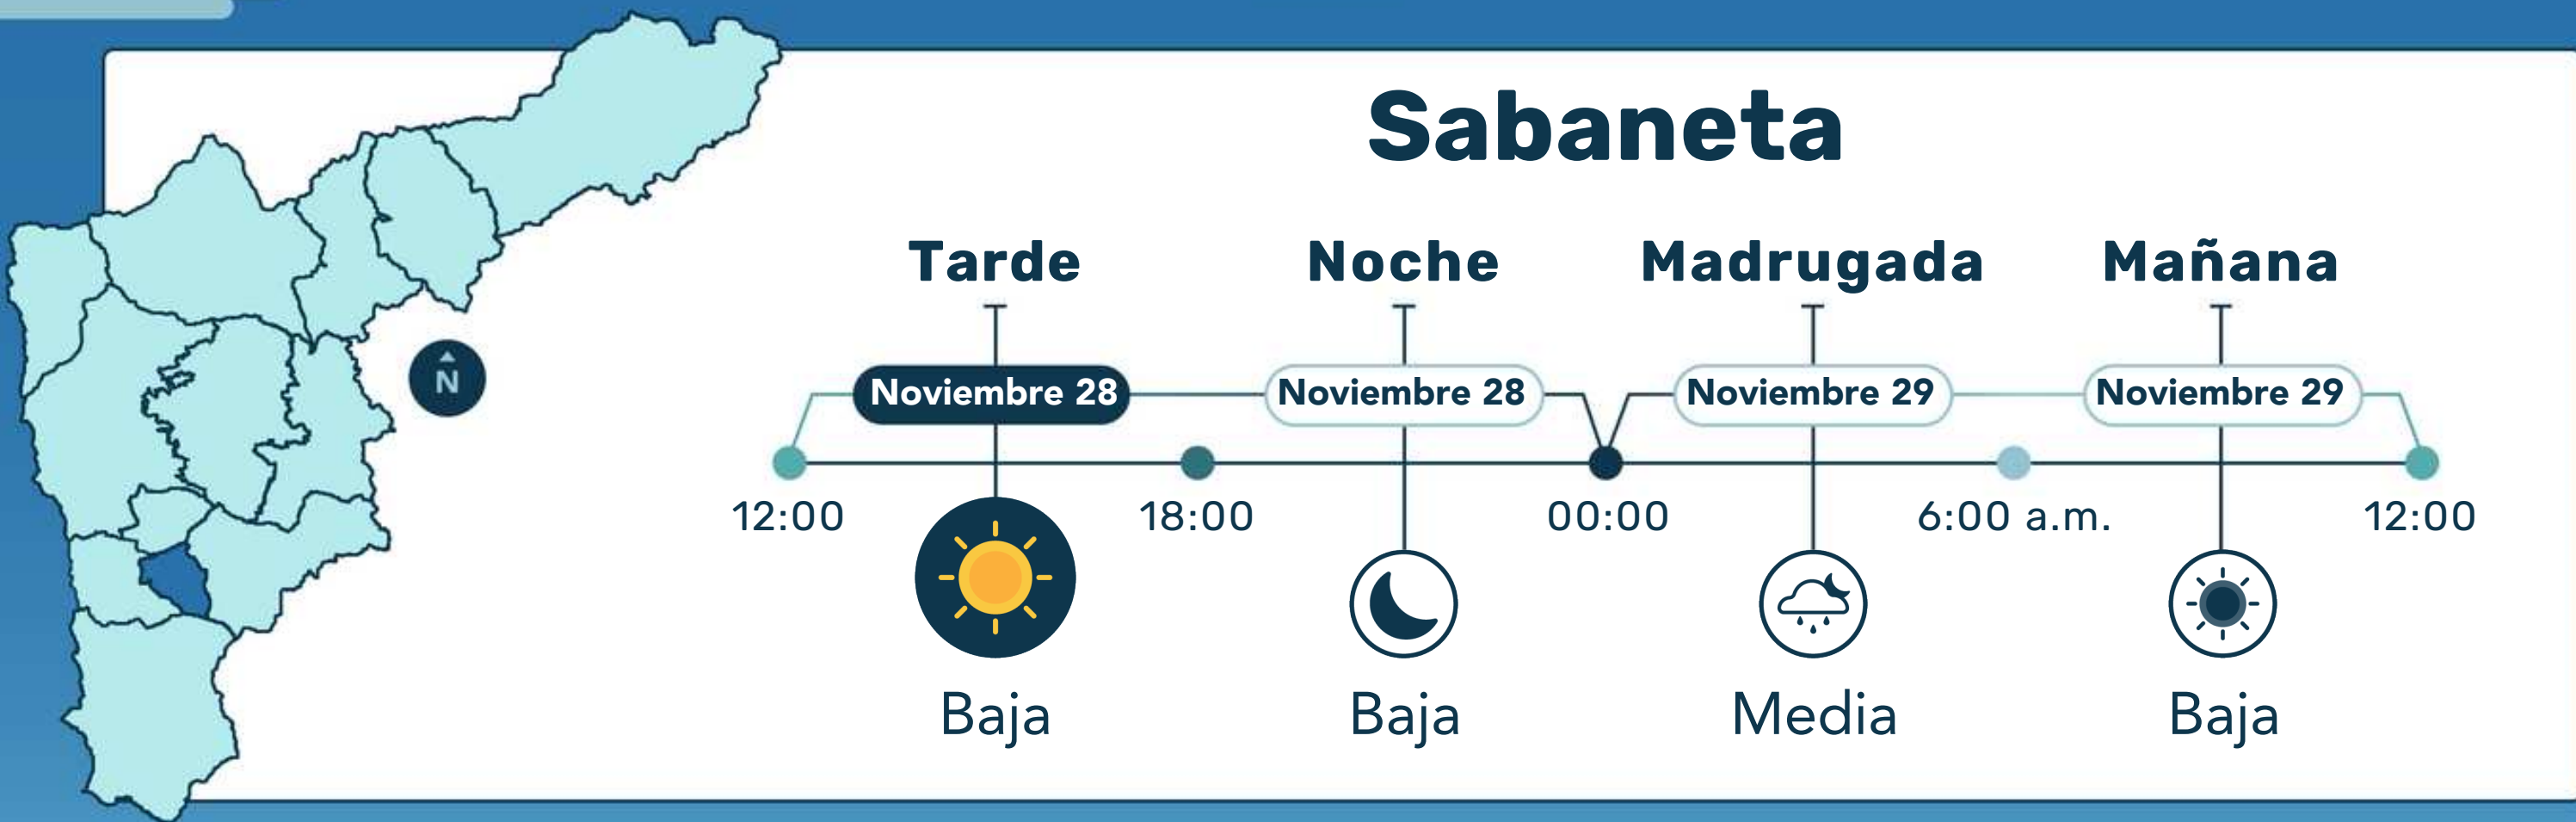 Sabaneta
Tarde
Noche
Madrugada
Mañana
Noviembre 28
Noviembre 28
Noviembre 29
Noviembre 29
N
12:00
18:00
00:00
6:00 a.m.
12:00
Baja
Baja
Media
Baja